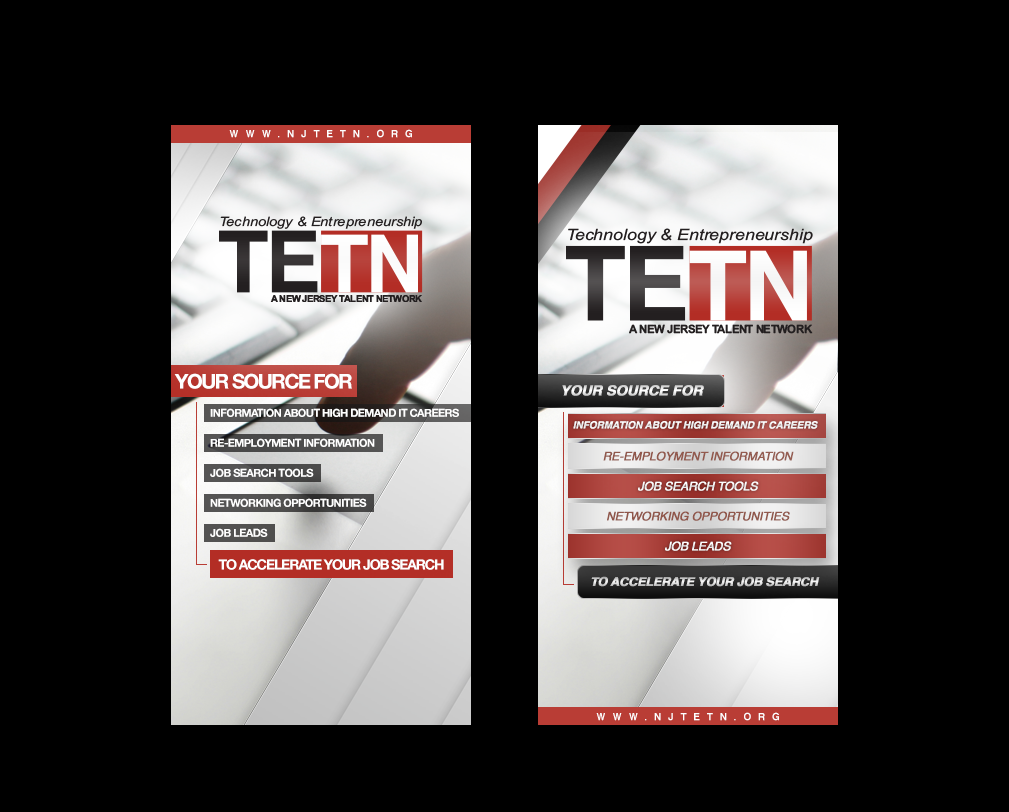 WWW.NJTETN.ORG
Technology & Entrepreneurship
TETN
A NEW JERSEY TALENT NETWORK
YOUR SOURCE FOR
INFORMATION ABOUT HIGH DEMAND IT CAREERS
RE-EMPLOYMENT INFORMATION
JOB SEARCH TOOLS
NETWORKING OPPORTUNITIES
JOB LEADS
TO ACCELERATE YOUR JOB SEARCH
Technology & Entrepreneurship
TETN
A NEW JERSEY TALENT NETWORK
YOUR SOURCE FOR
INFORMATION ABOUT HIGH DEMAND IT CAREERS
RE-EMPLOYMENT INFORMATION
JOB SEARCH TOOLS
NETWORKING OPPORTUNITIES
JOB LEADS
TO ACCELERATE YOUR JOB SEARCH
WWW.NJTETN.ORG